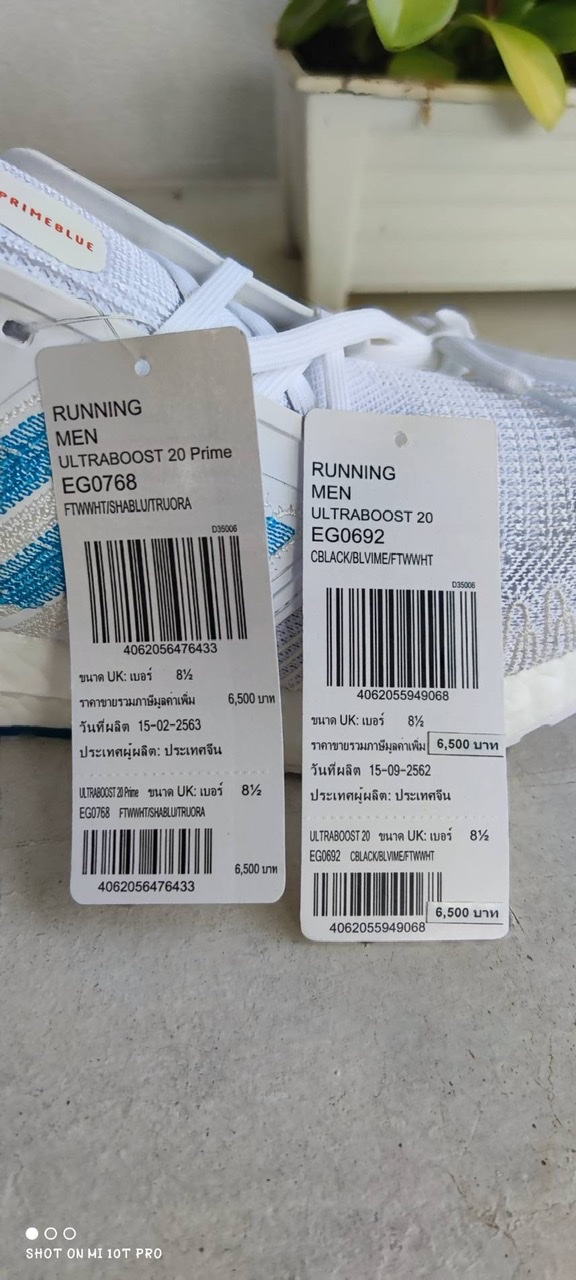 PRIMEBLUE
RUNNING
MEN
ULTRABOOST 20 Prime
EG0768
FTWWHT/SHABLU/TRUORA
D35006
4062056476433
ขนาด UK: เบอร์ 8½
ราคาขายรวมภาษีมูลค่าเพิ่ม 6,500 บาท
วันที่ผลิต 15-02-2563
ประเทศผู้ผลิต: ประเทศจีน
ULTRABOOST 20 Prime ขนาด UK: เบอร์ 8½
EG0768 FTWWHT/SHABLU/TRUORA
6,500 บาท
4062056476433
RUNNING
MEN
ULTRABOOST 20
EG0692
CBLACK/BLVIME/FTWWHT
D35006
4062055949068
ขนาด UK: เบอร์ 8½
ราคาขายรวมภาษีมูลค่าเพิ่ม 6,500 บาท
วันที่ผลิต 15-09-2562
ประเทศผู้ผลิต: ประเทศจีน
ULTRABOOST 20 ขนาด UK: เบอร์ 8½
EG0692 CBLACK/BLVIME/FTWWHT
6,500 บาท
4062055949068
SHOT ON MI 10T PRO